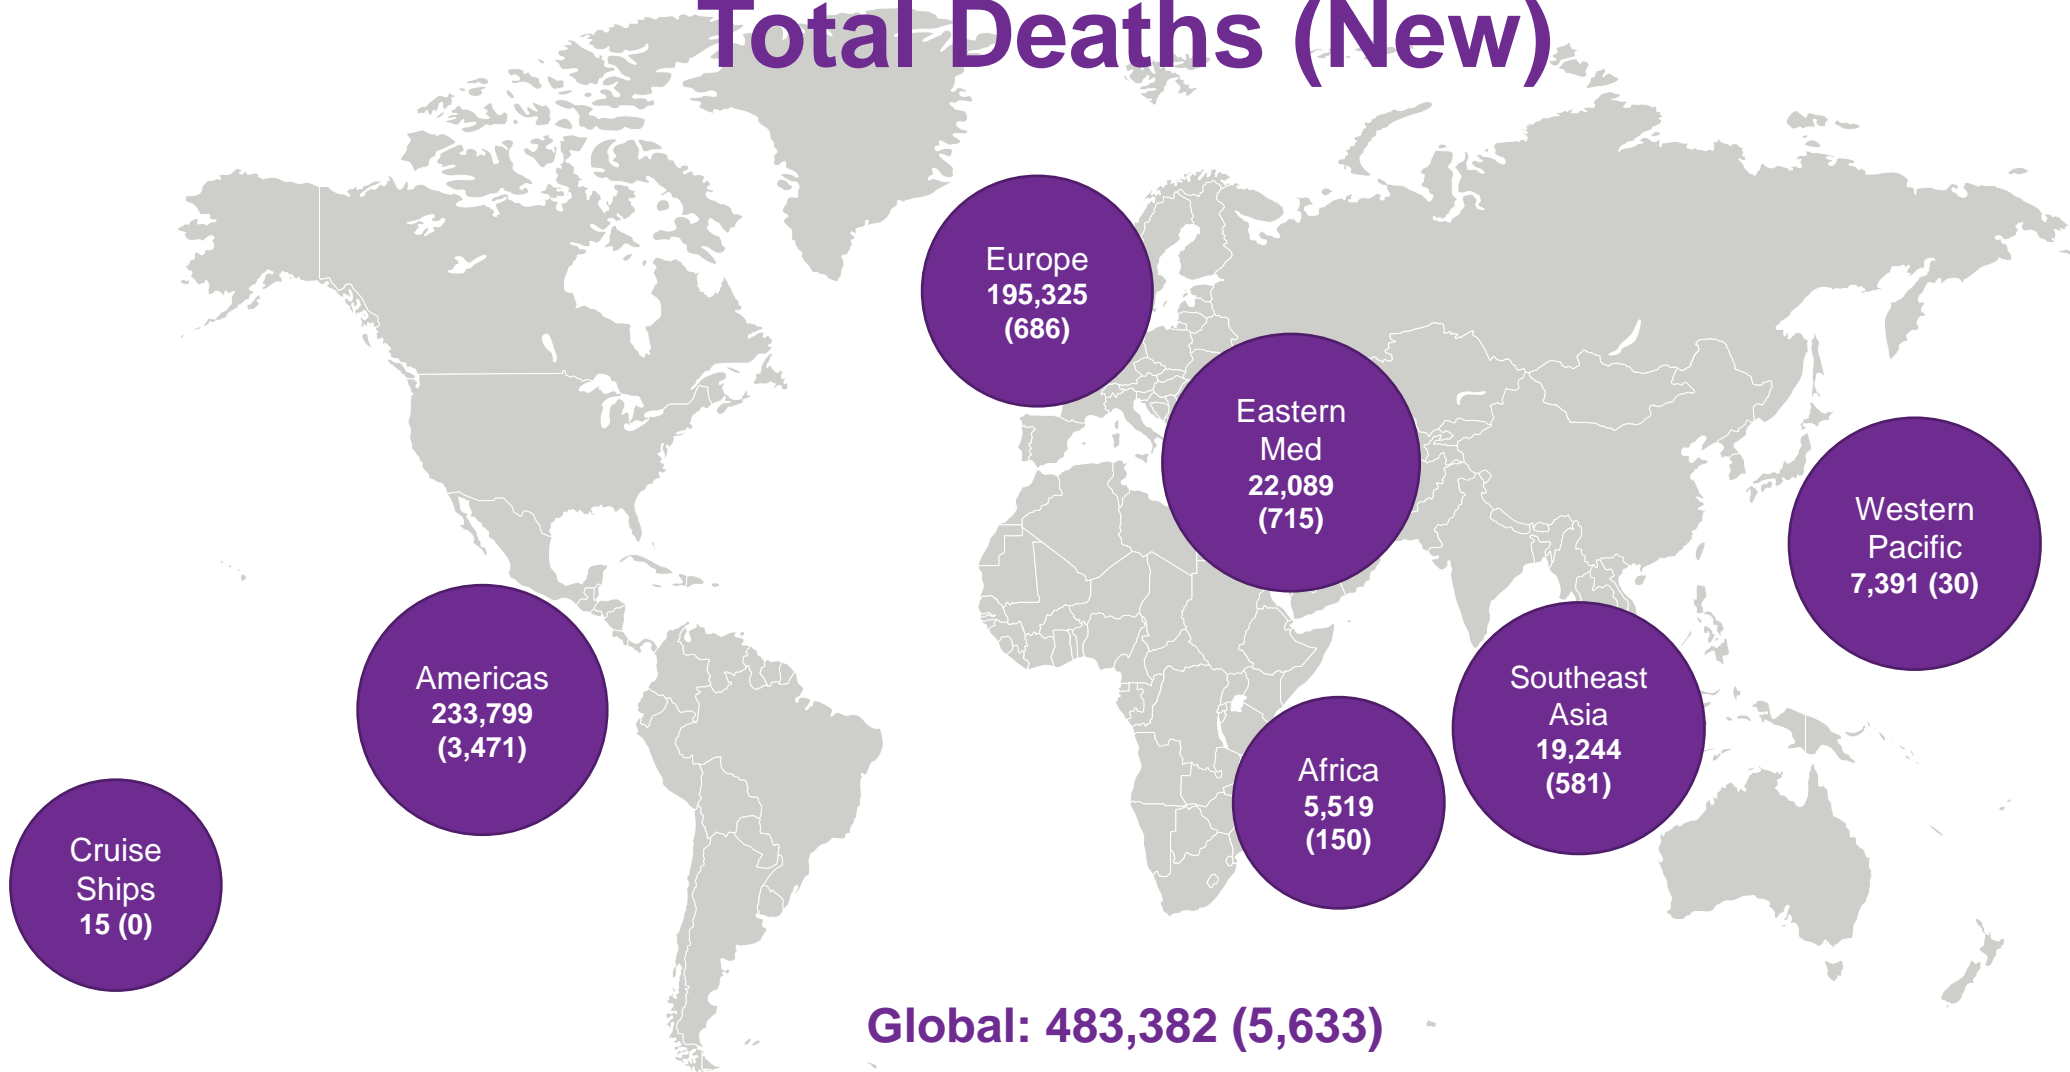 Total Deaths (New)
Europe
195,325
(686)
Eastern
Med
22,089
(715)
Western
Pacific
7,391 (30)
Americas
233,799
(3,471)
Southeast
Asia
19,244
(581)
Africa
5,519
(150)
Cruise
Ships
15 (0)
Global: 483,382 (5,633)